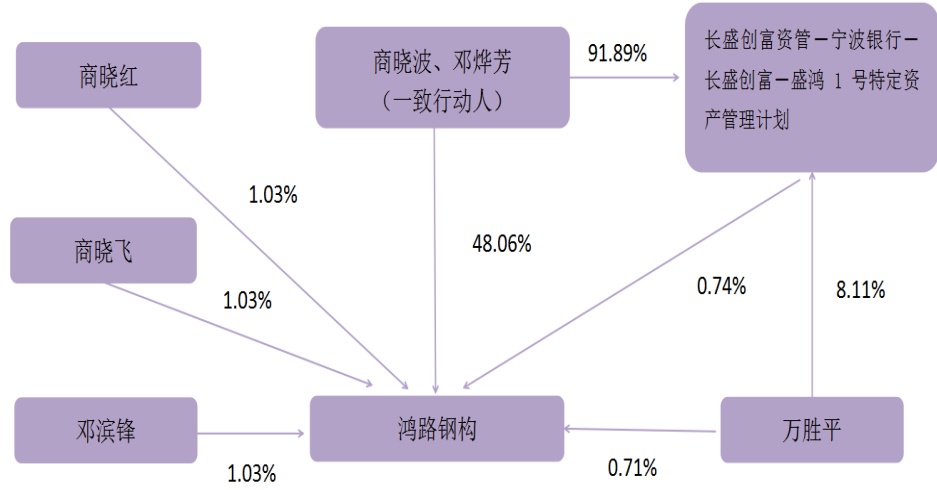 商晓红
商晓波、邓烨芳
（一致行动人）
91.89%
长盛创富资管－宁波银行－
长盛创富－盛鸿 1 号特定资
产管理计划
1.03%
商晓飞
48.06%
1.03%
0.74%
8.11%
邓滨锋
鸿路钢构
万胜平
1.03%
0.71%